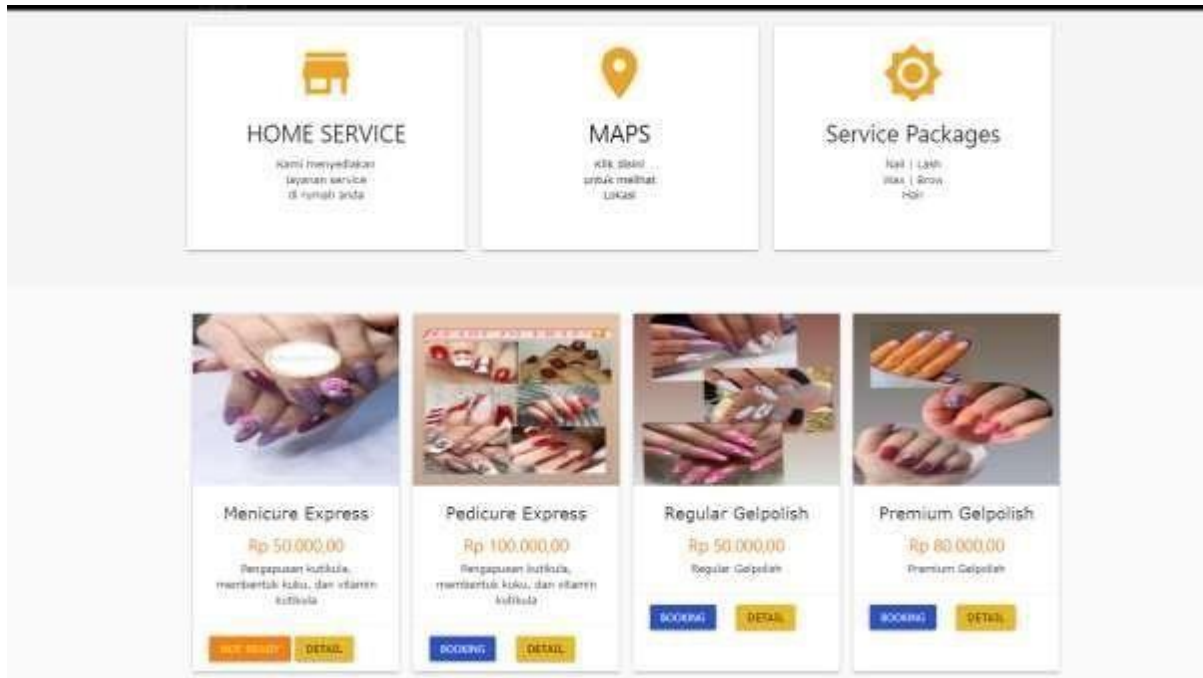 HOME SERVICE
Kami menyediakan
layanan service
di rumah anda
MAPS
Klik disini
untuk melihat
Lokasi
Service Packages
Nail | Lash
Wax | Brow
Hair
Menicure Express
Rp 50.000,00
Pengapusan kutikula,
membentuk kuku, dan vitamin
kutikula
NOT READY
DETAIL
Pedicure Express
Rp 100.000,00
Pengapusan kutikula,
membentuk kuku, dan vitamin
kutikula
BOOKING
DETAIL
Regular Gelpolish
Rp 50.000,00
Regular Gelpolish
BOOKING
DETAIL
Premium Gelpolish
Rp 80.000,00
Premium Gelpolish
BOOKING
DETAIL